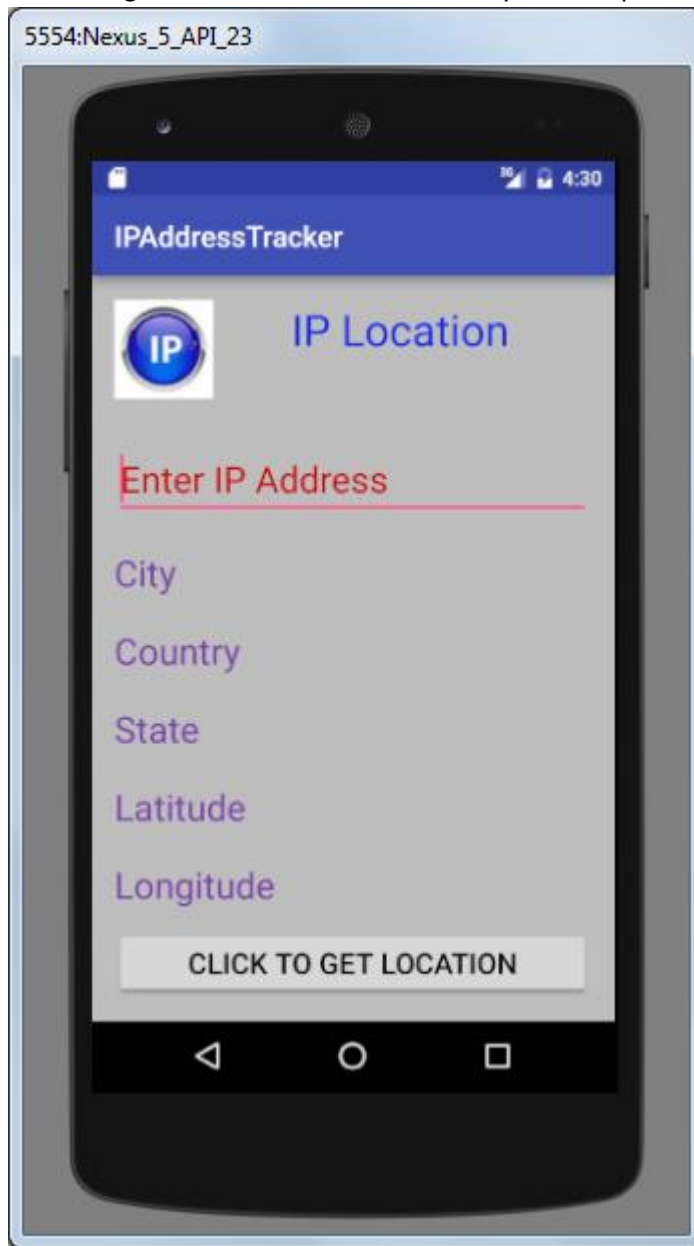 5554:Nexus_5_API_23
4:30
IPAddressTracker
IP
IP Location
Enter IP Address
City
Country
State
Latitude
Longitude
CLICK TO GET LOCATION